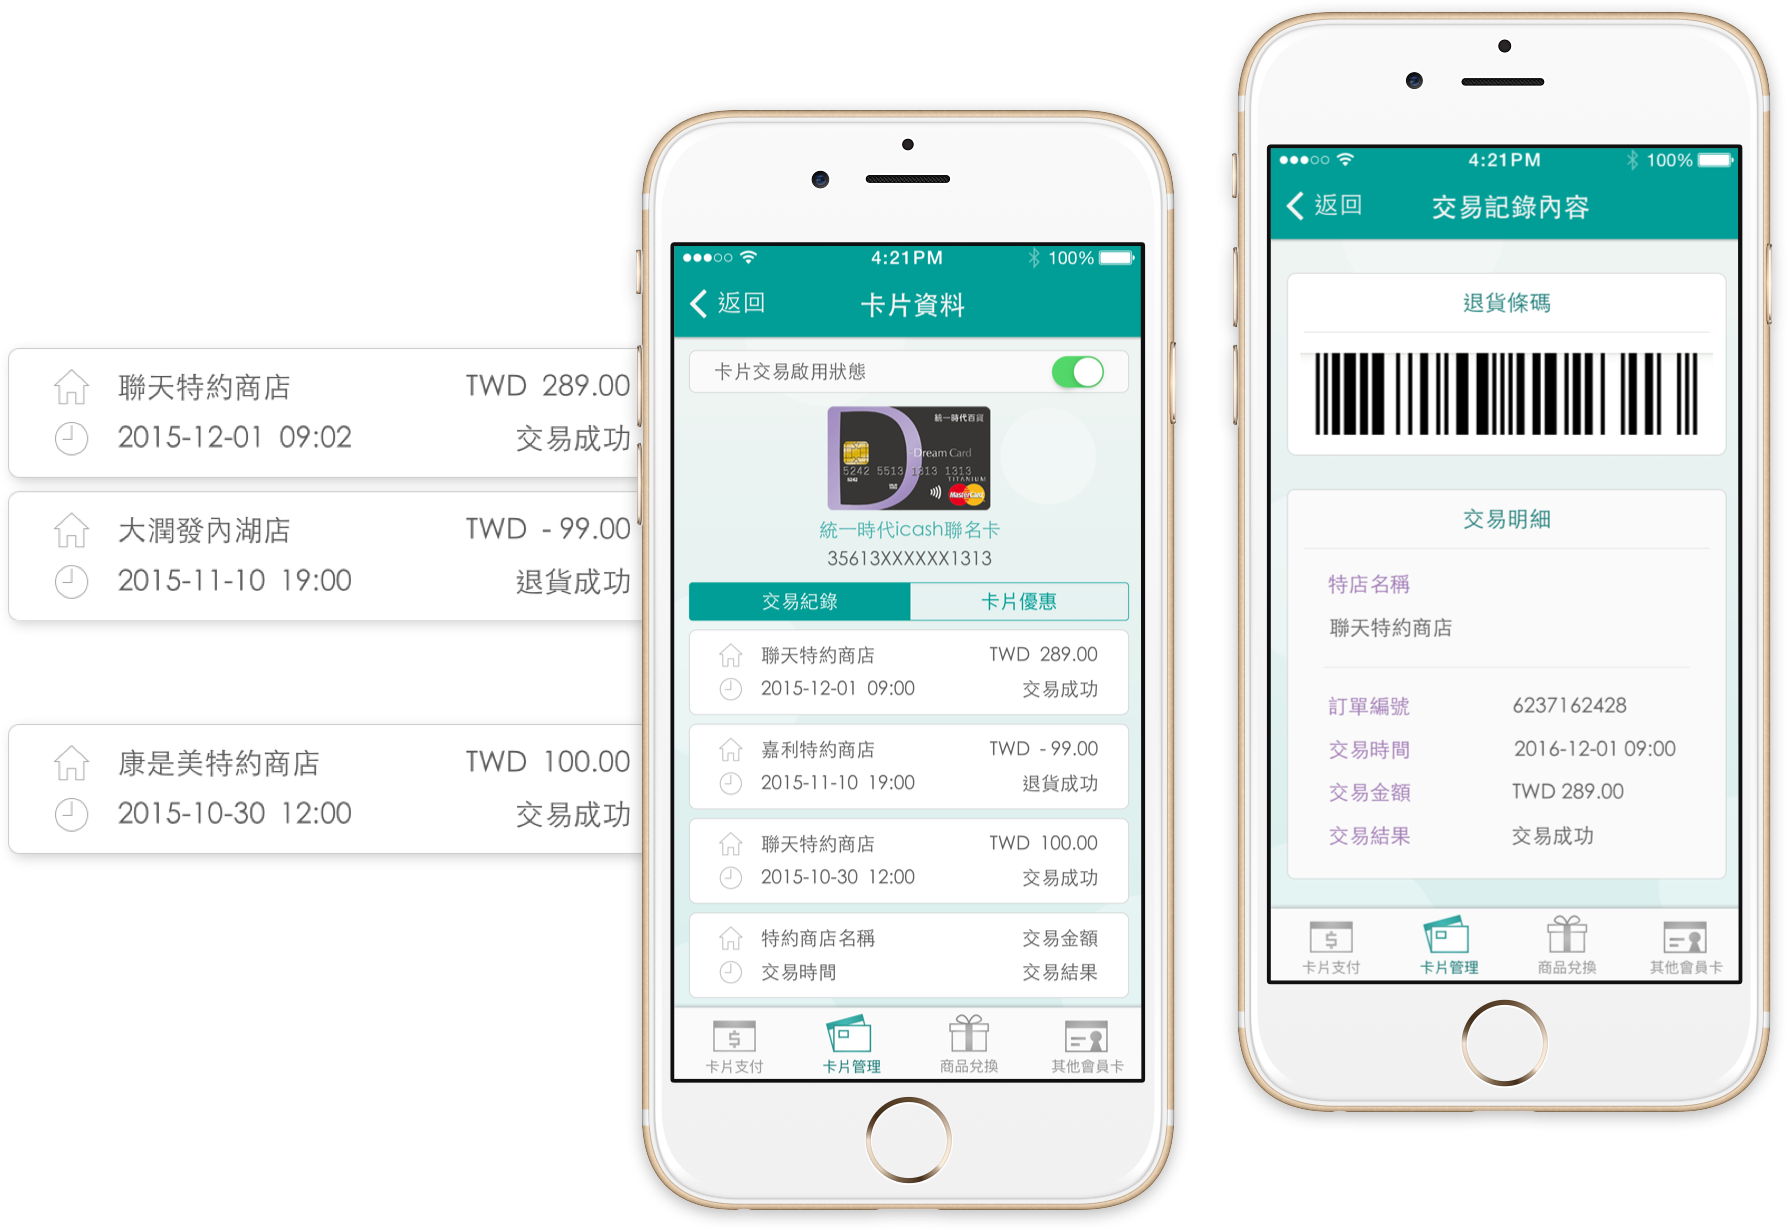 聯天特約商店 TWD 289.00
2015-12-01 09:02 交易成功
大潤發內湖店 TWD - 99.00
2015-11-10 19:00 退貨成功
康是美特約商店 TWD 100.00
2015-10-30 12:00 交易成功
4:21PM 100%
返回 卡片資料
卡片交易啟用狀態
統一時代百貨
Dream Card
5242 5513 1313 1313
5242
TITANIUM
MasterCard
統一時代icash聯名卡
35613XXXXXX1313
交易紀錄 卡片優惠
聯天特約商店 TWD 289.00
2015-12-01 09:00 交易成功
嘉利特約商店 TWD - 99.00
2015-11-10 19:00 退貨成功
聯天特約商店 TWD 100.00
2015-10-30 12:00 交易成功
特約商店名稱 交易金額
交易時間 交易結果
卡片支付 卡片管理 商品兌換 其他會員卡
4:21PM 100%
返回 交易記錄內容
退貨條碼
交易明細
特店名稱
聯天特約商店
訂單編號 6237162428
交易時間 2016-12-01 09:00
交易金額 TWD 289.00
交易結果 交易成功
卡片支付 卡片管理 商品兌換 其他會員卡